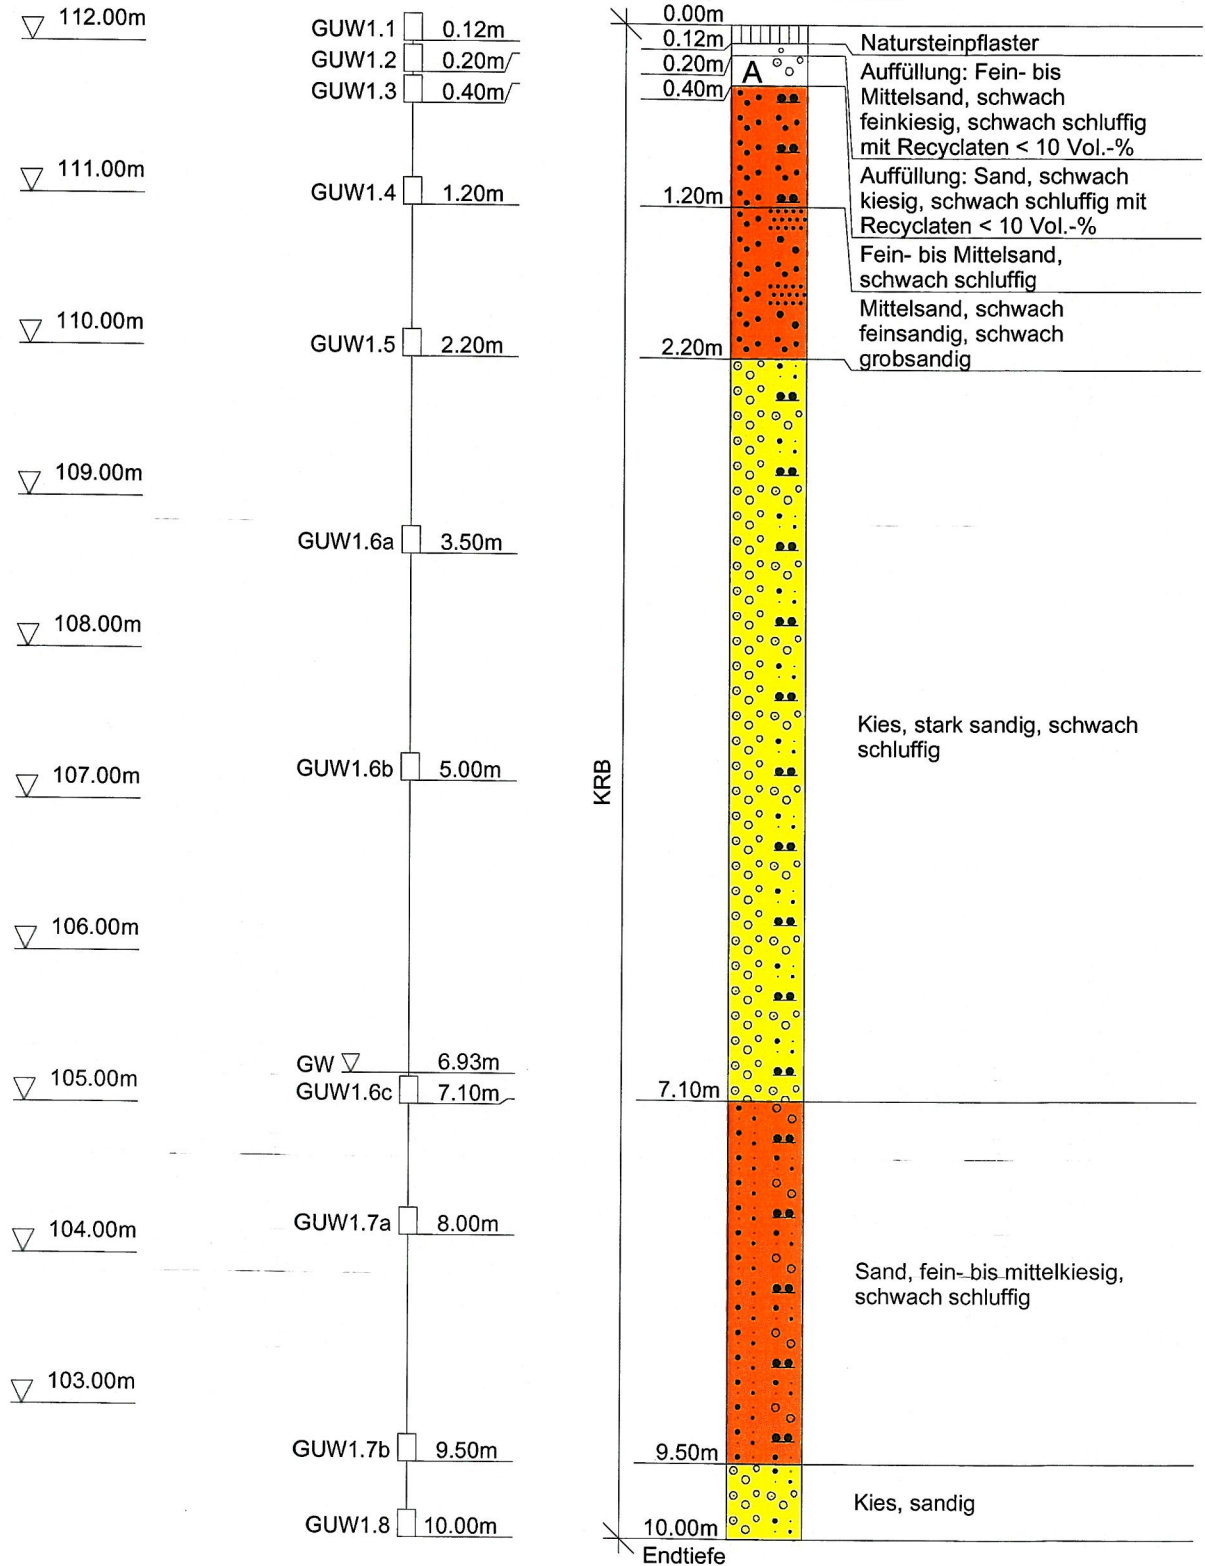 112.00m
111.00m
110.00m
109.00m
108.00m
107.00m
106.00m
105.00m
104.00m
103.00m
GUW1.1 0.12m
GUW1.2 0.20m
GUW1.3 0.40m
GUW1.4 1.20m
GUW1.5 2.20m
GUW1.6a 3.50m
GUW1.6b 5.00m
GW 6.93m
GUW1.6c 7.10m
GUW1.7a 8.00m
GUW1.7b 9.50m
GUW1.8 10.00m
KRB
0.00m
0.12m
0.20m
0.40m
1.20m
2.20m
7.10m
9.50m
10.00m
Endtiefe
A
Natursteinpflaster
Auffüllung: Fein- bis
Mittelsand, schwach
feinkiesig, schwach schluffig
mit Recyclaten < 10 Vol.-%
Auffüllung: Sand, schwach
kiesig, schwach schluffig mit
Recyclaten < 10 Vol.-%
Fein- bis Mittelsand,
schwach schluffig
Mittelsand, schwach
feinsandig, schwach
grobsandig
Kies, stark sandig, schwach
schluffig
Sand, fein- bis mittelkiesig,
schwach schluffig
Kies, sandig